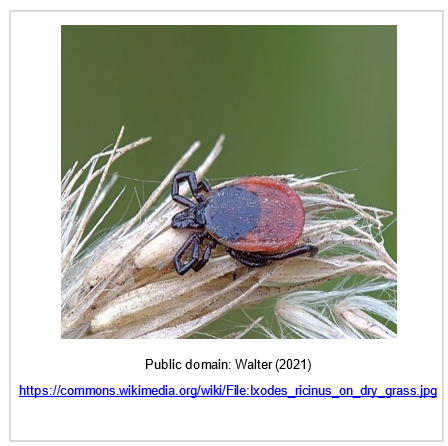 Public domain: Walter (2021)
https://commons.wikimedia.org/wiki/File:Ixodes_ricinus_on_dry_grass.jpg